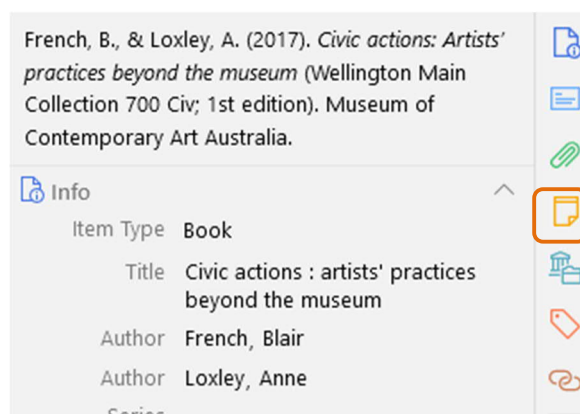 French, B., & Loxley, A. (2017). Civic actions: Artists'
practices beyond the museum (Wellington Main
Collection 700 Civ; 1st edition). Museum of
Contemporary Art Australia.
Info
Item Type Book
Title Civic actions : artists' practices
beyond the museum
Author French, Blair
Author Loxley, Anne
Series